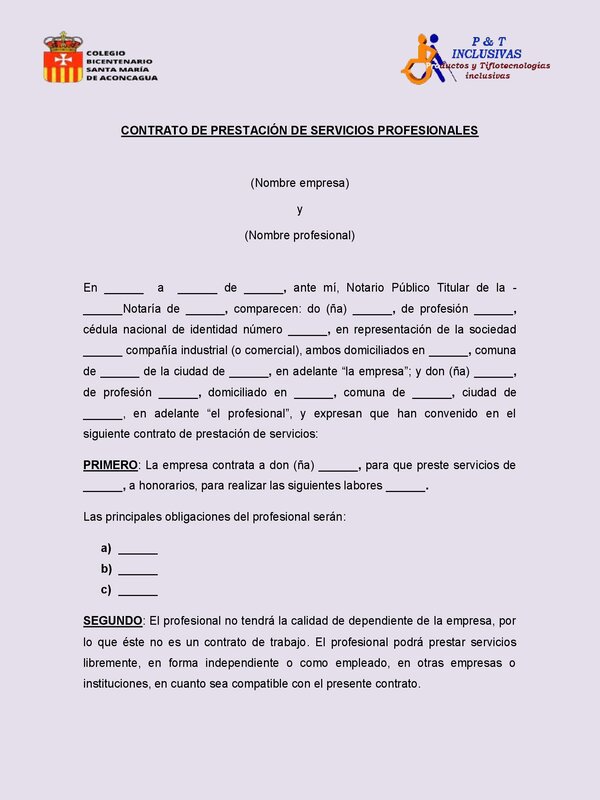 COLEGIO
BICENTENARIO
SANTA MARÍA
DE ACONCAGUA
P & T
INCLUSIVAS
Productos y Tiflotecnologías
inclusivas
CONTRATO DE PRESTACIÓN DE SERVICIOS PROFESIONALES
(Nombre empresa)
y
(Nombre profesional)
En ______ a ______ de ______, ante mí, Notario Público Titular de la -
______Notaría de ______, comparecen: do (ña) ______, de profesión ______,
cédula nacional de identidad número ______, en representación de la sociedad
______ compañía industrial (o comercial), ambos domiciliados en ______, comuna
de ______ de la ciudad de ______, en adelante “la empresa”; y don (ña) ______,
de profesión ______, domiciliado en ______, comuna de ______, ciudad de
______, en adelante “el profesional”, y expresan que han convenido en el
siguiente contrato de prestación de servicios:
PRIMERO: La empresa contrata a don (ña) ______, para que preste servicios de
______, a honorarios, para realizar las siguientes labores ______.
Las principales obligaciones del profesional serán:
a) ______
b) ______
c) ______
SEGUNDO: El profesional no tendrá la calidad de dependiente de la empresa, por
lo que éste no es un contrato de trabajo. El profesional podrá prestar servicios
libremente, en forma independiente o como empleado, en otras empresas o
instituciones, en cuanto sea compatible con el presente contrato.